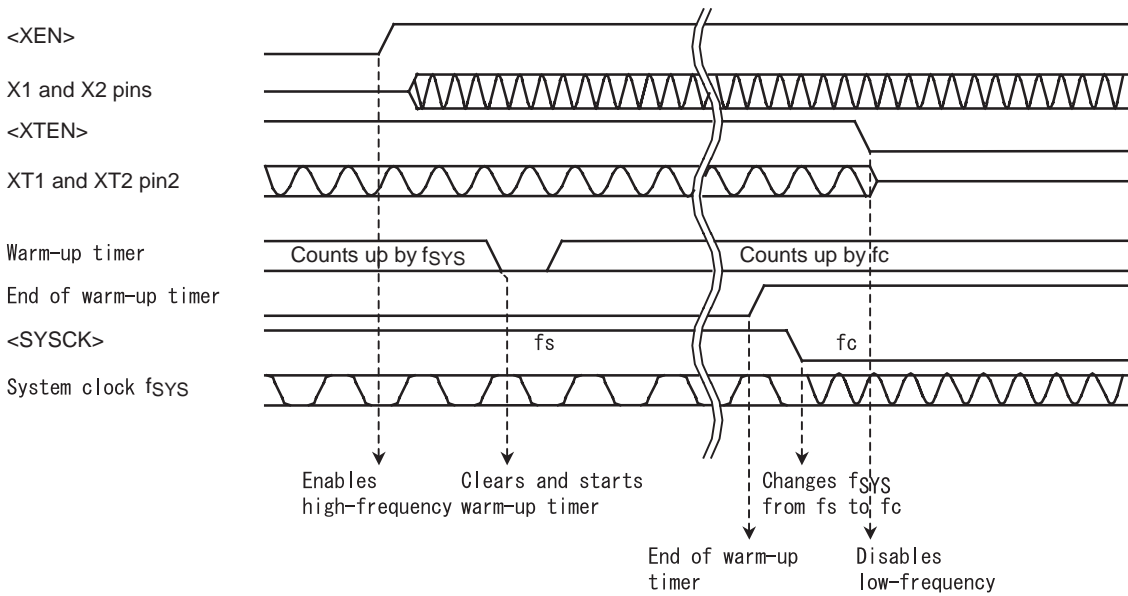 <XEN>
X1 and X2 pins
<XTEN>
XT1 and XT2 pin2
Warm-up timer
Counts up by fSYS
Counts up by fc
End of warm-up timer
<SYSCK>
fs
fc
System clock fSYS
Enables
high-frequency
Clears and starts
warm-up timer
Changes fSYS
from fs to fc
End of warm-up
timer
Disables
low-frequency